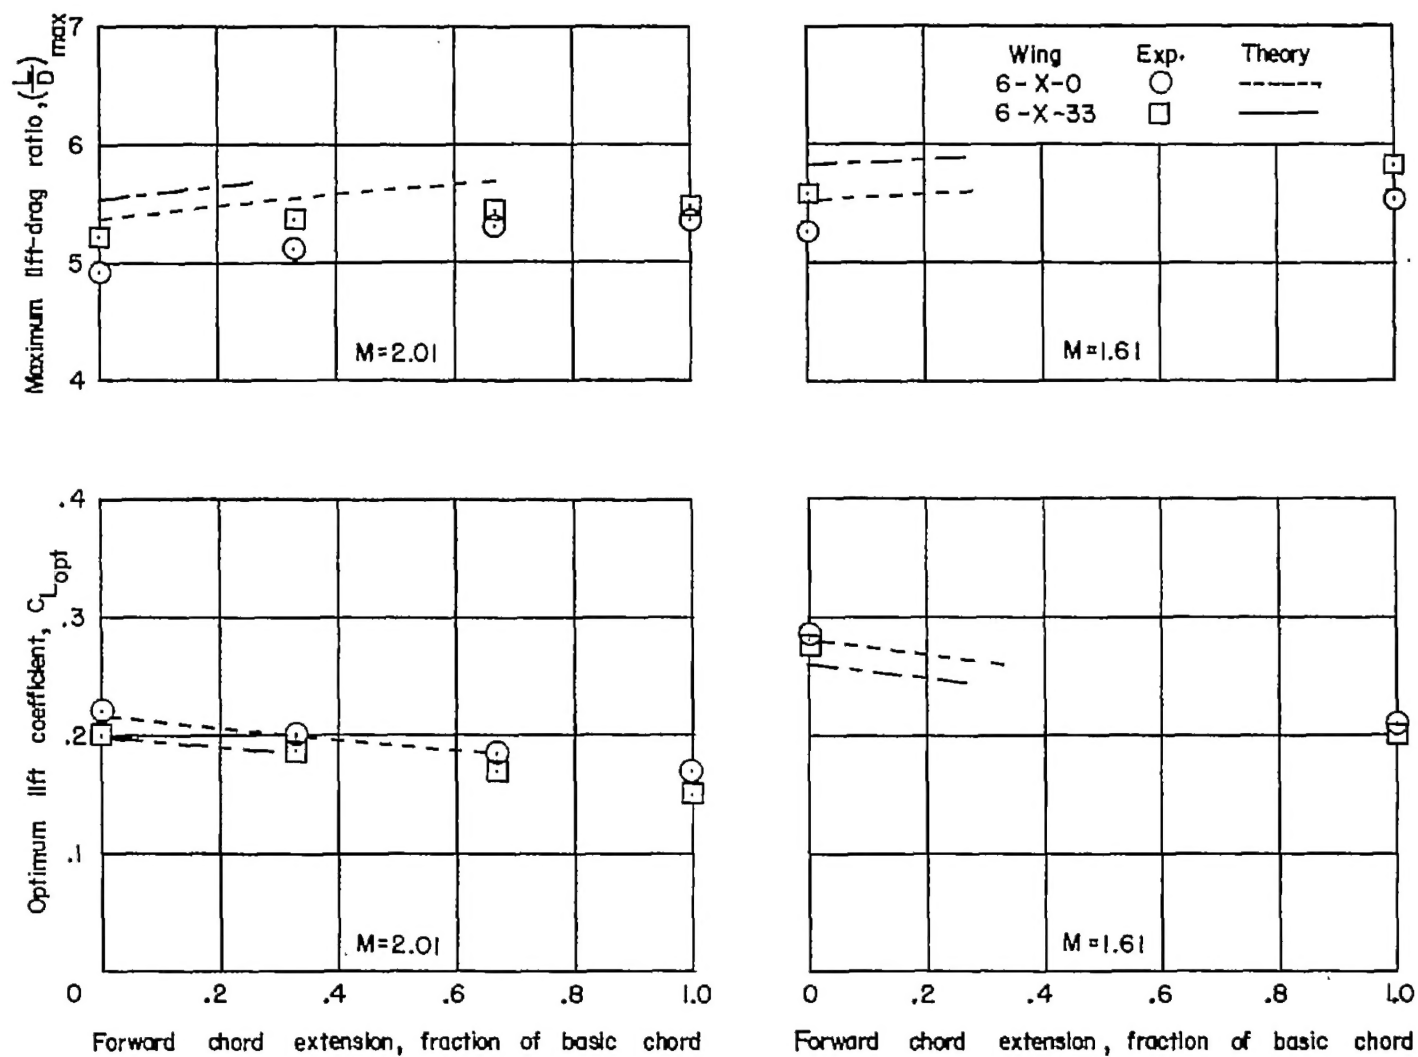 Maximum lift-drag ratio, (L/D)max
7
6
5
4
M=2.01
Wing Exp. Theory
6-X-0
6-X-33
M=1.61
Optimum lift coefficient, CLopt
.4
.3
.2
.1
0 .2 .4 .6 .8 1.0
M=2.01
Forward chord extension, fraction of basic chord
M=1.61
0 .2 .4 .6 .8 1.0
Forward chord extension, fraction of basic chord